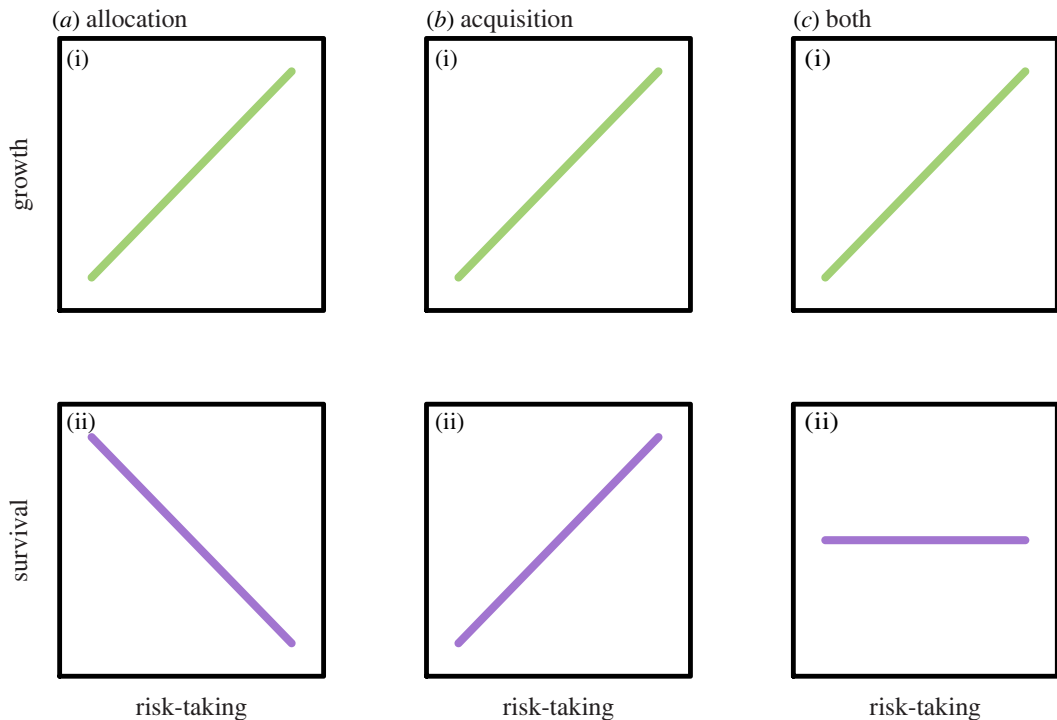 (a) allocation
(b) acquisition
(c) both
(i)
(i)
(i)
growth
(ii)
(ii)
(ii)
survival
risk-taking
risk-taking
risk-taking